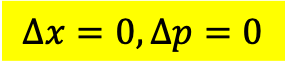 Δx = 0, Δp = 0